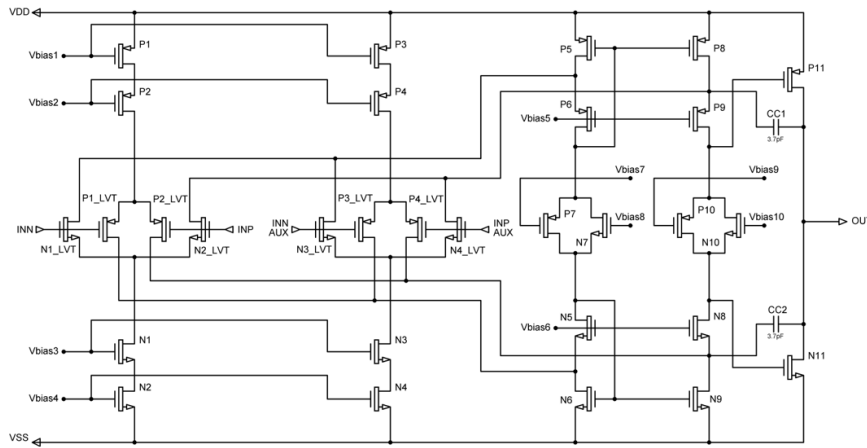 VDD
P1
P3
P5
P8
Vbias1
P11
P2
P4
P6
P9
Vbias2
CC1
3.7pF
Vbias5
Vbias7
Vbias9
P1_LVT
P2_LVT
P3_LVT
P4_LVT
P7
P10
Vbias8
Vbias10
INN
INP
INN
AUX
INP
AUX
OUT
N1_LVT
N2_LVT
N3_LVT
N4_LVT
N7
N10
N5
N8
CC2
3.7pF
Vbias6
Vbias3
N1
N3
N11
Vbias4
N2
N4
N6
N9
VSS